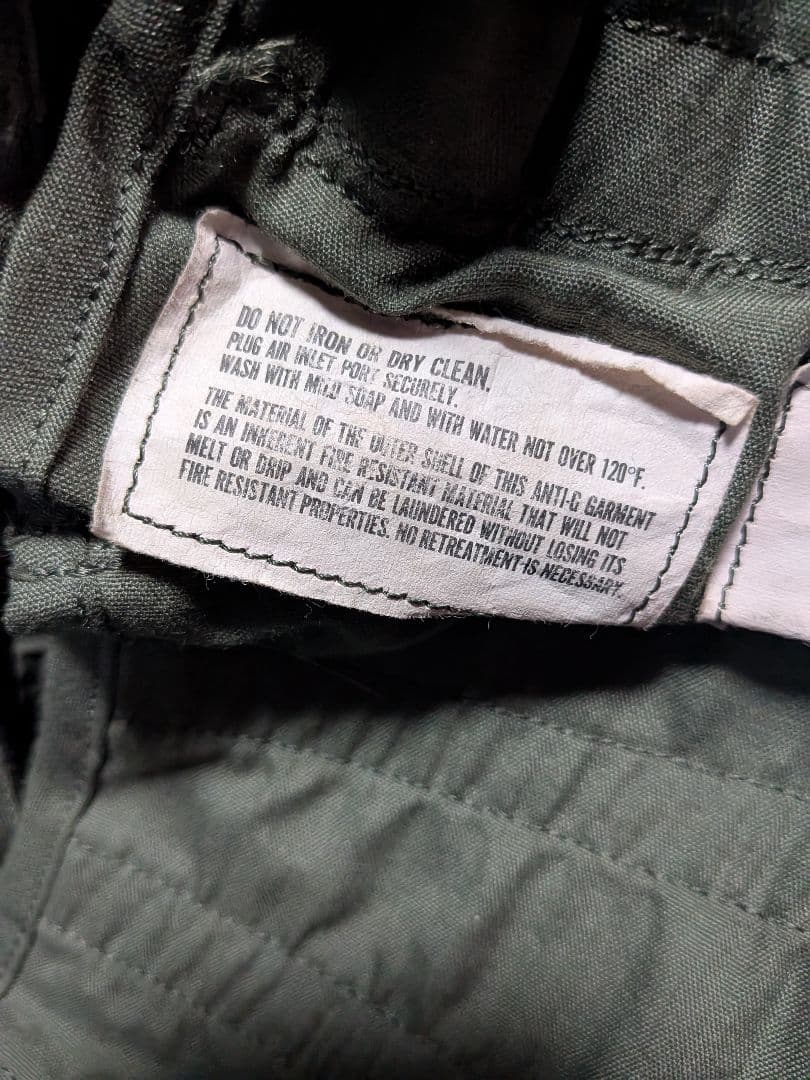 DO NOT IRON OR DRY CLEAN.
PLUG AIR INLET PORT SECURELY.
WASH WITH MILD SOAP AND WITH WATER NOT OVER 120°F.
THE MATERIAL OF THE OUTER SHELL OF THIS ANTI-G GARMENT
IS AN INHERENT FIRE RESISTANT MATERIAL THAT WILL NOT
MELT OR DRIP AND CAN BE LAUNDERED WITHOUT LOSING ITS
FIRE RESISTANT PROPERTIES. NO RETREATMENT IS NECESSARY.